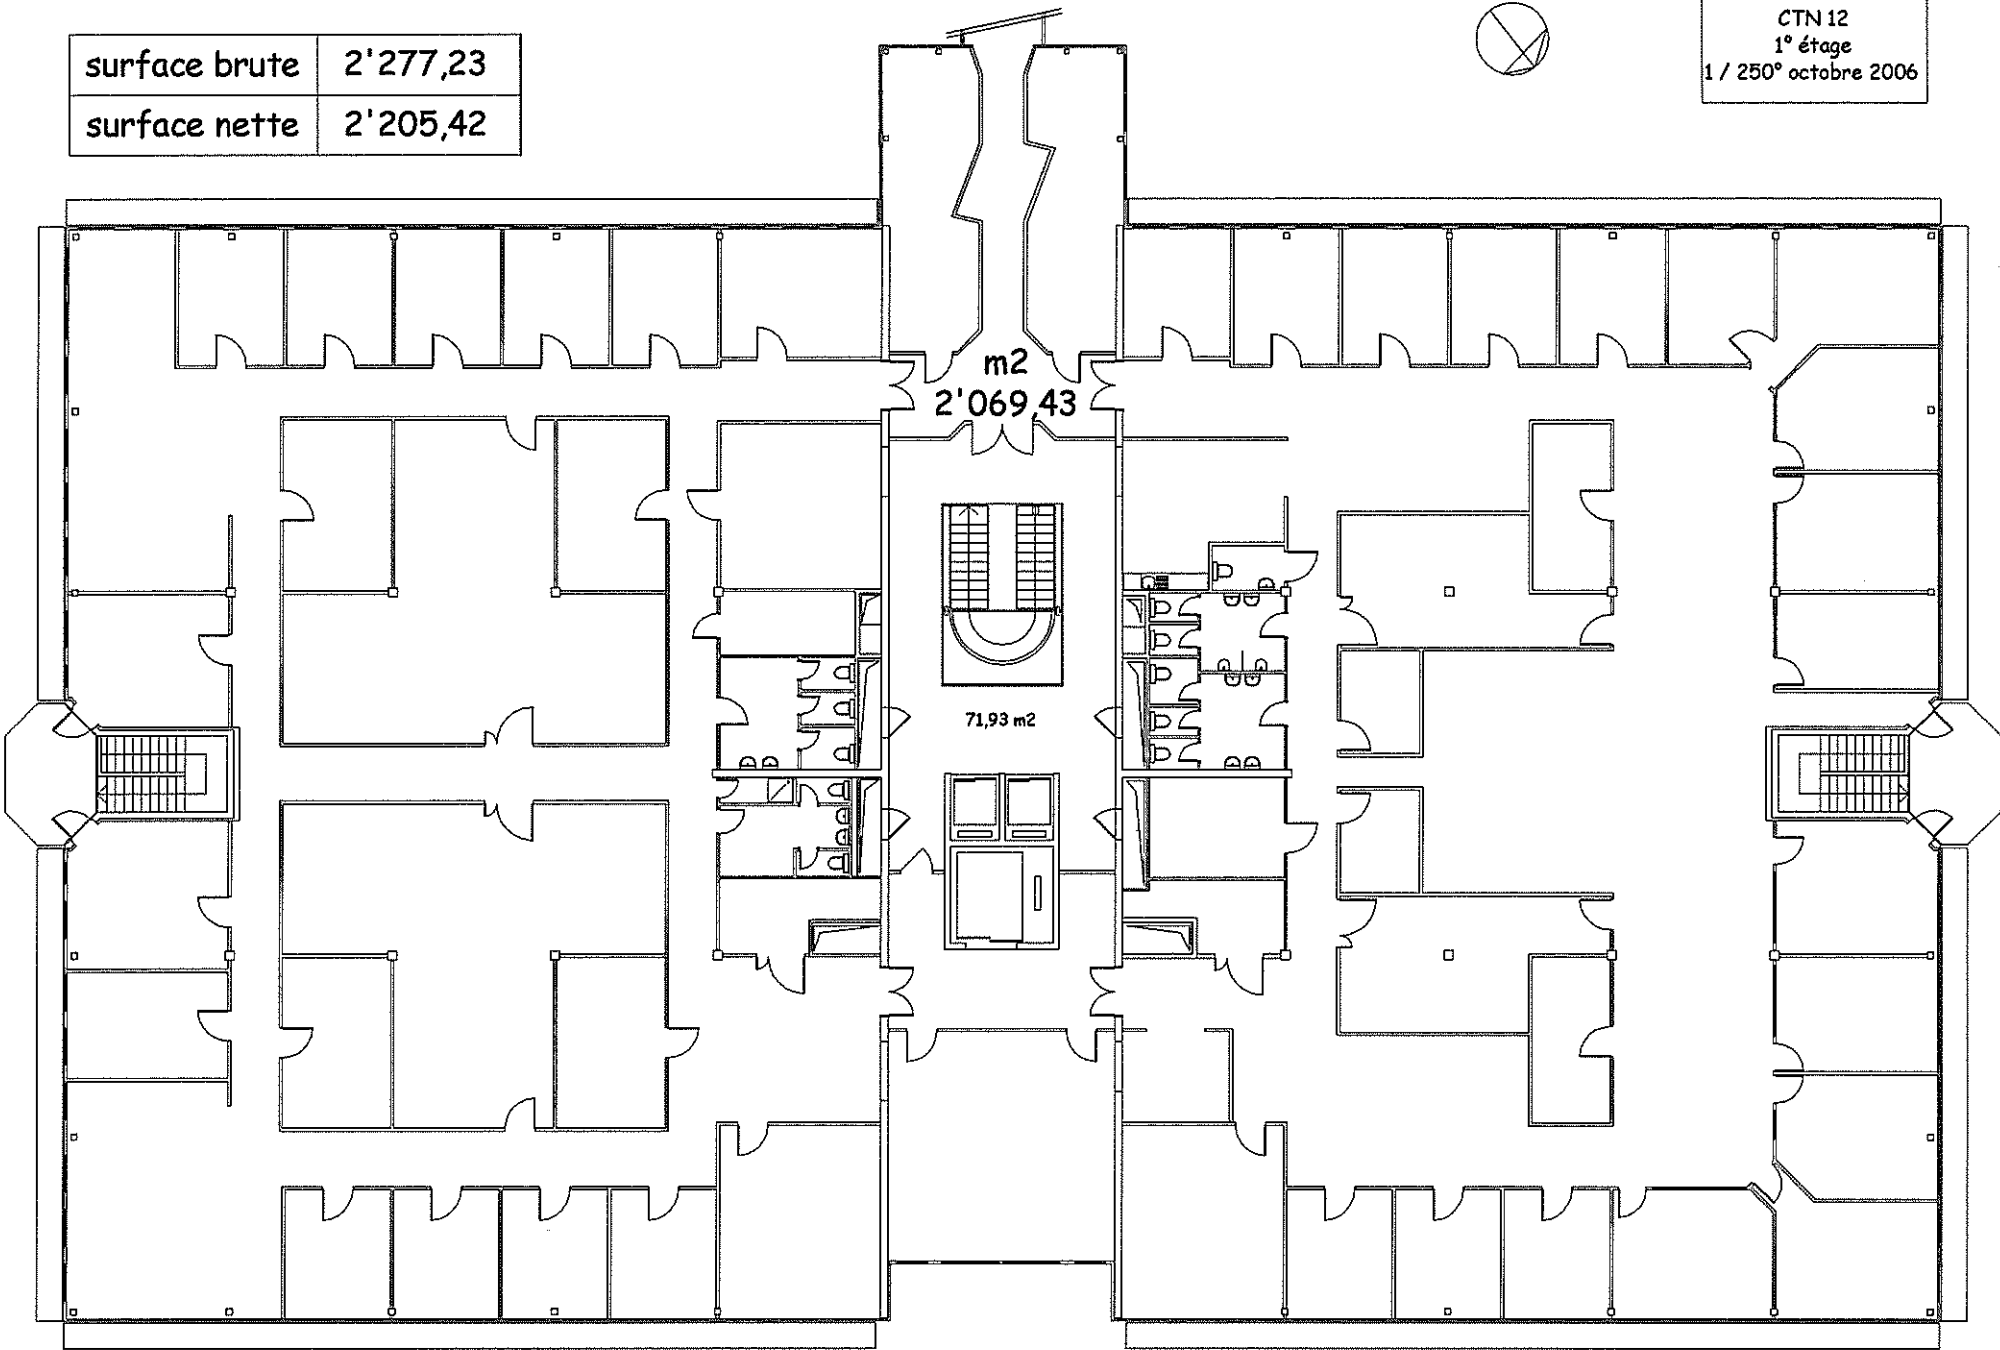 surface brute 2'277,23
surface nette 2'205,42
CTN 12
1° étage
1 / 250° octobre 2006
m2
2'069,43
71,93 m2